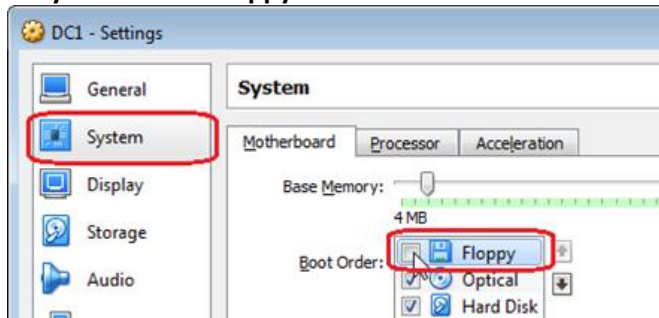 DC1 - Settings
General
System
Display
Storage
Audio
System
Motherboard Processor Acceleration
Base Memory:
4 MB
Boot Order:
Floppy
Optical
Hard Disk